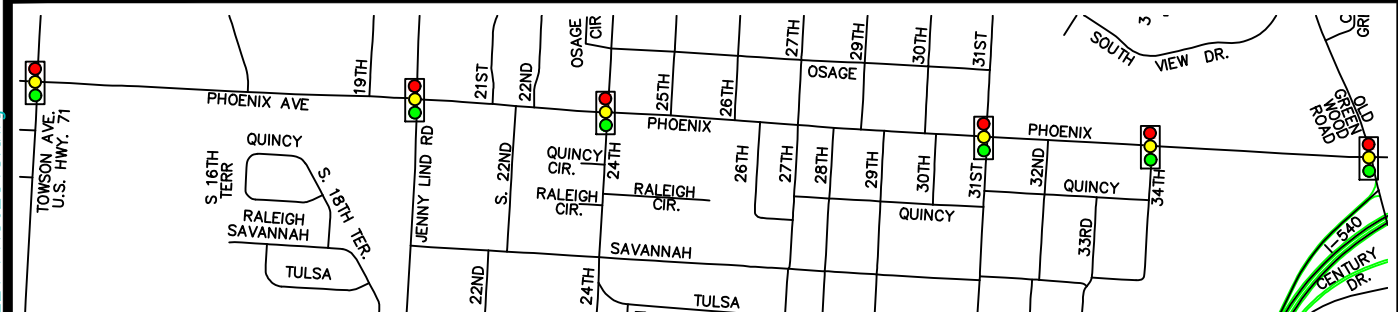 OSAGE
CIR.
27TH
29TH
30TH
31ST
SOUTH
VIEW DR.
19TH
21ST
22ND
OSAGE
25TH
26TH
PHOENIX AVE
PHOENIX
PHOENIX
OLD
GREEN
WOOD
ROAD
TOWSON AVE.
U.S. HWY. 71
QUINCY
S 16TH
TERR
S. 18TH TER.
RALEIGH
SAVANNAH
TULSA
JENNY LIND RD
S. 22ND
QUINCY
CIR.
24TH
RALEIGH
CIR.
RALEIGH
CIR.
26TH
27TH
28TH
29TH
30TH
31ST
32ND
34TH
QUINCY
QUINCY
33RD
SAVANNAH
22ND
24TH
TULSA
I-540
CENTURY
DR.